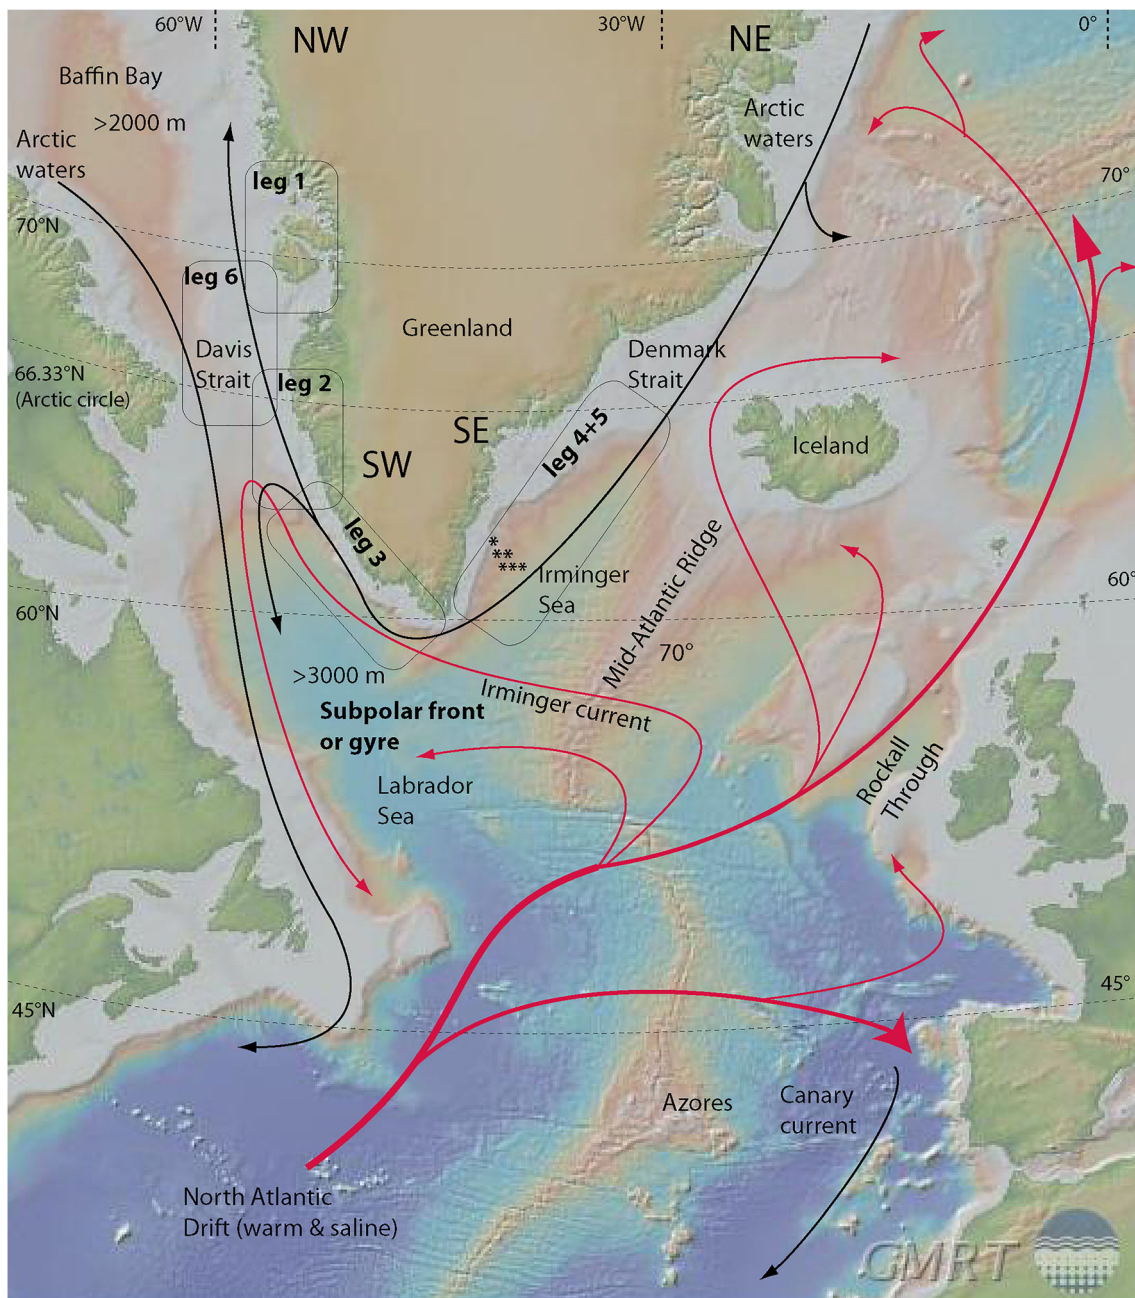 60°W
30°W
0°
NW
NE
Baffin Bay
>2000 m
Arctic
waters
Arctic
waters
leg 1
70°
70°N
leg 6
Greenland
Davis
Strait
Denmark
Strait
66.33°N
(Arctic circle)
leg 2
SE
leg 4+5
Iceland
SW
leg 3
*
**
***
Irminger
Sea
Mid-Atlantic Ridge
60°
60°N
70°
>3000 m
Irminger current
Subpolar front
or gyre
Rockall
Through
Labrador
Sea
45°N
45°
Azores
Canary
current
North Atlantic
Drift (warm & saline)
GMRT